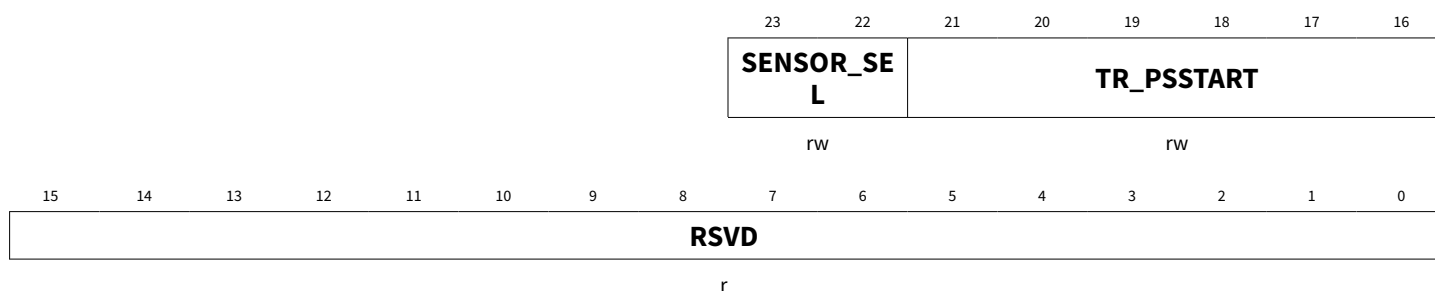 23 22 21 20 19 18 17 16
SENSOR_SE TR_PSSTART
L
rw rw
15 14 13 12 11 10 9 8 7 6 5 4 3 2 1 0
RSVD
r